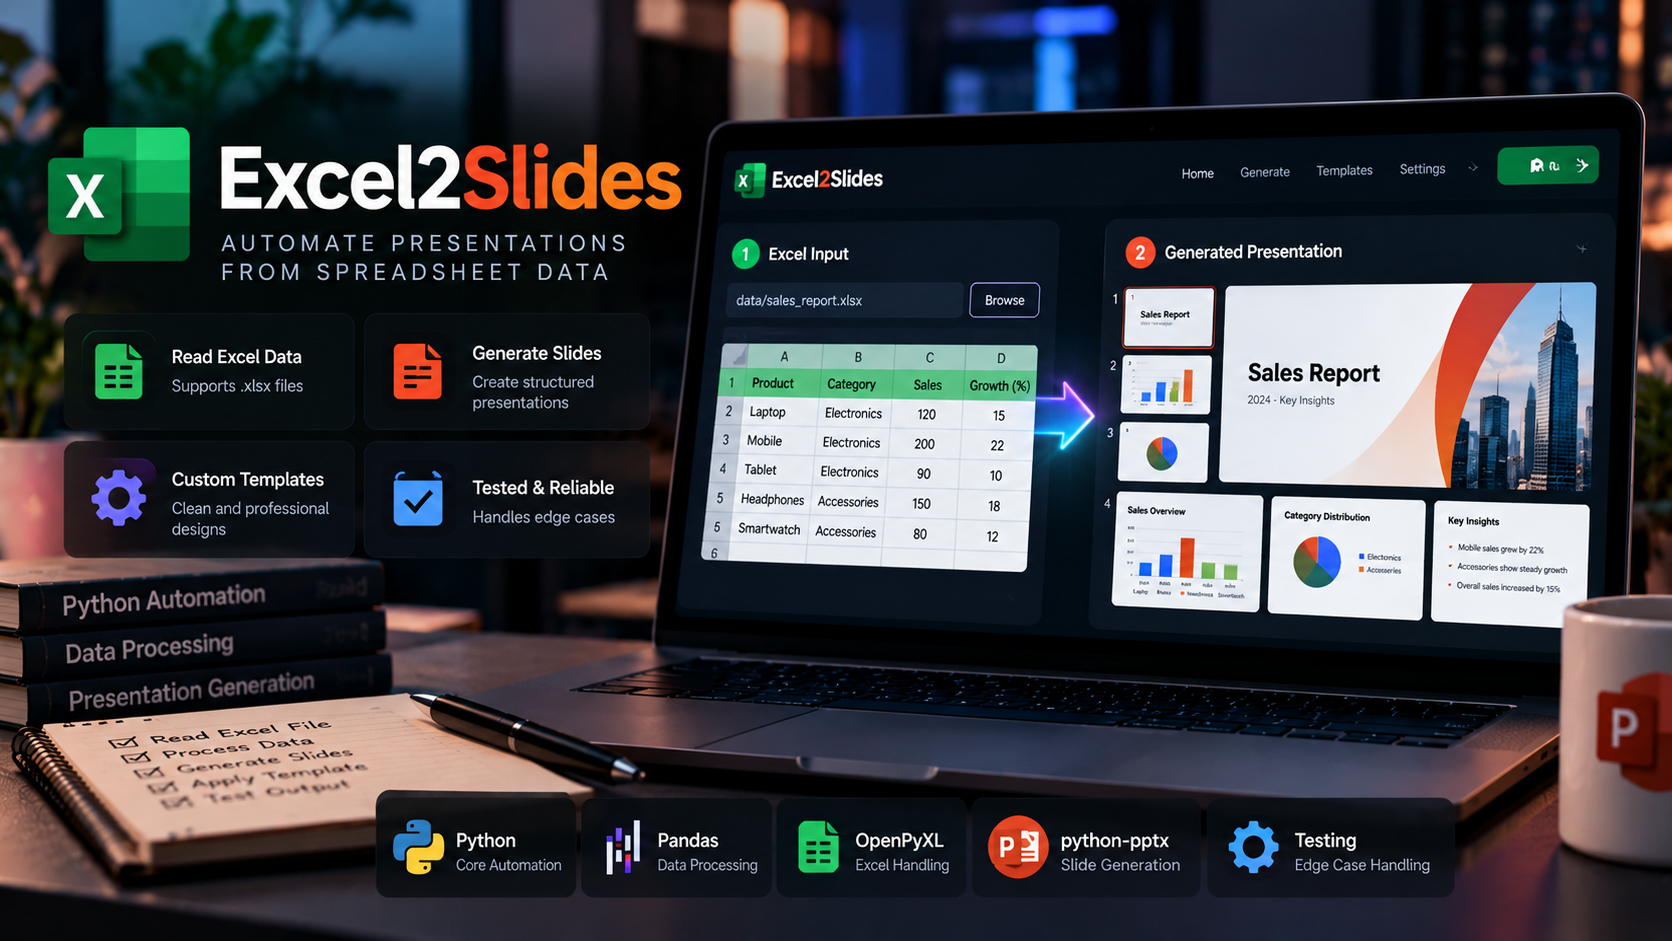 X
Excel2Slides
AUTOMATE PRESENTATIONS
FROM SPREADSHEET DATA
Read Excel Data
Supports .xlsx files
Generate Slides
Create structured
presentations
Custom Templates
Clean and professional
designs
Tested & Reliable
Handles edge cases
X Excel2Slides
Home Generate Templates Settings
1 Excel Input
data/sales_report.xlsx Browse
A B C D
1 Product Category Sales Growth (%)
2 Laptop Electronics 120 15
3 Mobile Electronics 200 22
4 Tablet Electronics 90 10
5 Headphones Accessories 150 18
5 Smartwatch Accessories 80 12
6
2 Generated Presentation
1
Sales Report
2
3
4
Sales Report
2024 - Key Insights
Sales Overview
Category Distribution
Electronics
Accessories
Key Insights
• Mobile sales grew by 22%
• Accessories show steady growth
• Overall sales increased by 15%
Python Automation
Data Processing
Presentation Generation
Read Excel File
Process Data
Generate Slides
Apply Template
Test Output
P
Python
Core Automation
Pandas
Data Processing
OpenPyXL
Excel Handling
P
python-pptx
Slide Generation
Testing
Edge Case Handling